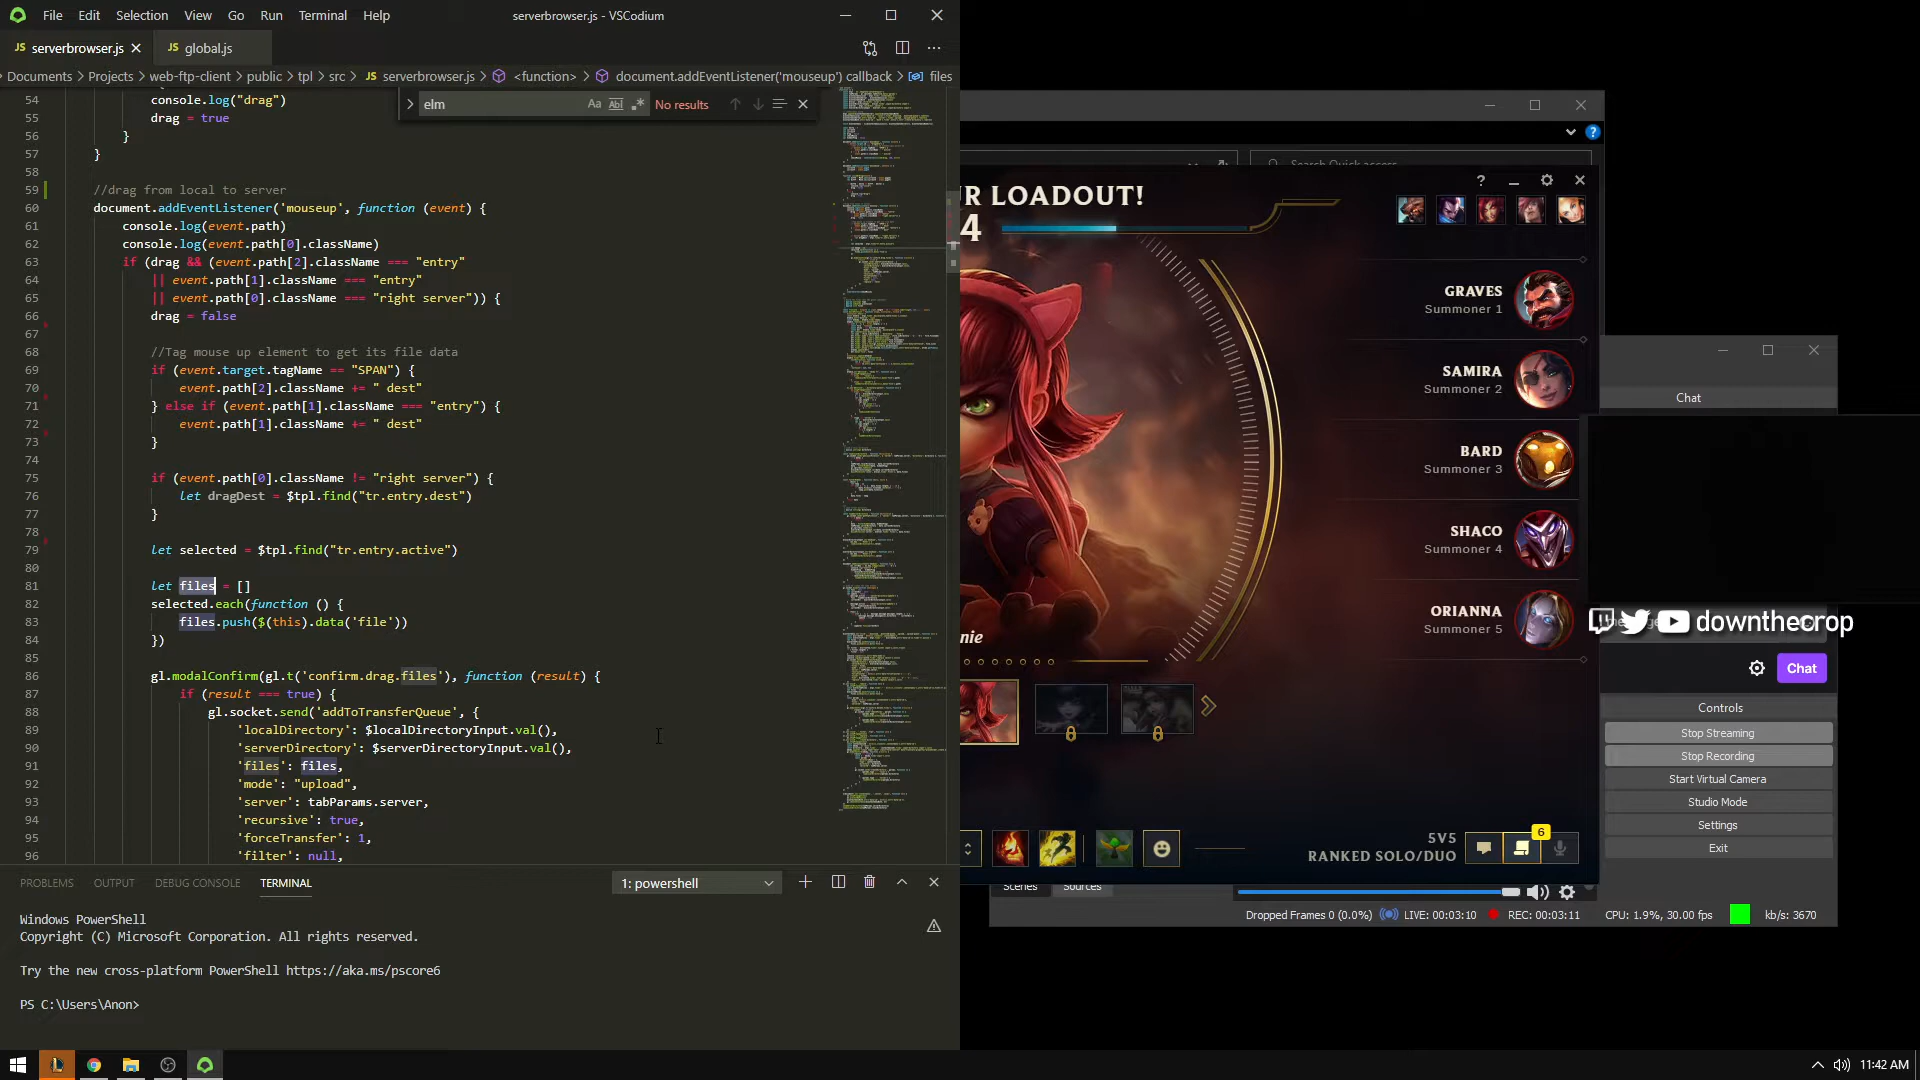 File Edit Selection View Go Run Terminal Help
serverbrowser.js - VSCodium
JS serverbrowser.js
JS global.js
Documents > Projects > web-ftp-client > public > tpl > src > JS serverbrowser.js > <function> > document.addEventListener('mouseup') callback > files
elm
Aa Abl .*
No results
54 console.log("drag")
55 drag = true
56 }
57 }
58
59 //drag from local to server
60 document.addEventListener('mouseup', function (event) {
61 console.log(event.path)
62 console.log(event.path[0].className)
63 if (drag && (event.path[2].className === "entry"
64 || event.path[1].className === "entry"
65 || event.path[0].className === "right server")) {
66 drag = false
67
68 //Tag mouse up element to get its file data
69 if (event.target.tagName == "SPAN") {
70 event.path[2].className += " dest"
71 } else if (event.path[1].className === "entry") {
72 event.path[1].className += " dest"
73 }
74
75 if (event.path[0].className != "right server") {
76 let dragDest = $tpl.find("tr.entry.dest")
77 }
78
79 let selected = $tpl.find("tr.entry.active")
80
81 let files = []
82 selected.each(function () {
83 files.push($(this).data('file'))
84 })
85
86 gl.modalConfirm(gl.t('confirm.drag.files'), function (result) {
87 if (result === true) {
88 gl.socket.send('addToTransferQueue', {
89 'localDirectory': $localDirectoryInput.val(),
90 'serverDirectory': $serverDirectoryInput.val(),
91 'files': files,
92 'mode': "upload",
93 'server': tabParams.server,
94 'recursive': true,
95 'forceTransfer': 1,
96 'filter': null,
PROBLEMS OUTPUT DEBUG CONSOLE TERMINAL
1: powershell
Windows PowerShell
Copyright (C) Microsoft Corporation. All rights reserved.
Try the new cross-platform PowerShell https://aka.ms/pscore6
PS C:\Users\Anon>
Search Quick access
UR LOADOUT!
4
GRAVES
Summoner 1
SAMIRA
Summoner 2
BARD
Summoner 3
SHACO
Summoner 4
ORIANNA
Summoner 5
nie
5V5
RANKED SOLO/DUO
6
Chat
downthecrop
Chat
Controls
Stop Streaming
Stop Recording
Start Virtual Camera
Studio Mode
Settings
Exit
Scenes Sources
Dropped Frames 0 (0.0%) LIVE: 00:03:10 REC: 00:03:11 CPU: 1.9%, 30.00 fps kb/s: 3670
11:42 AM